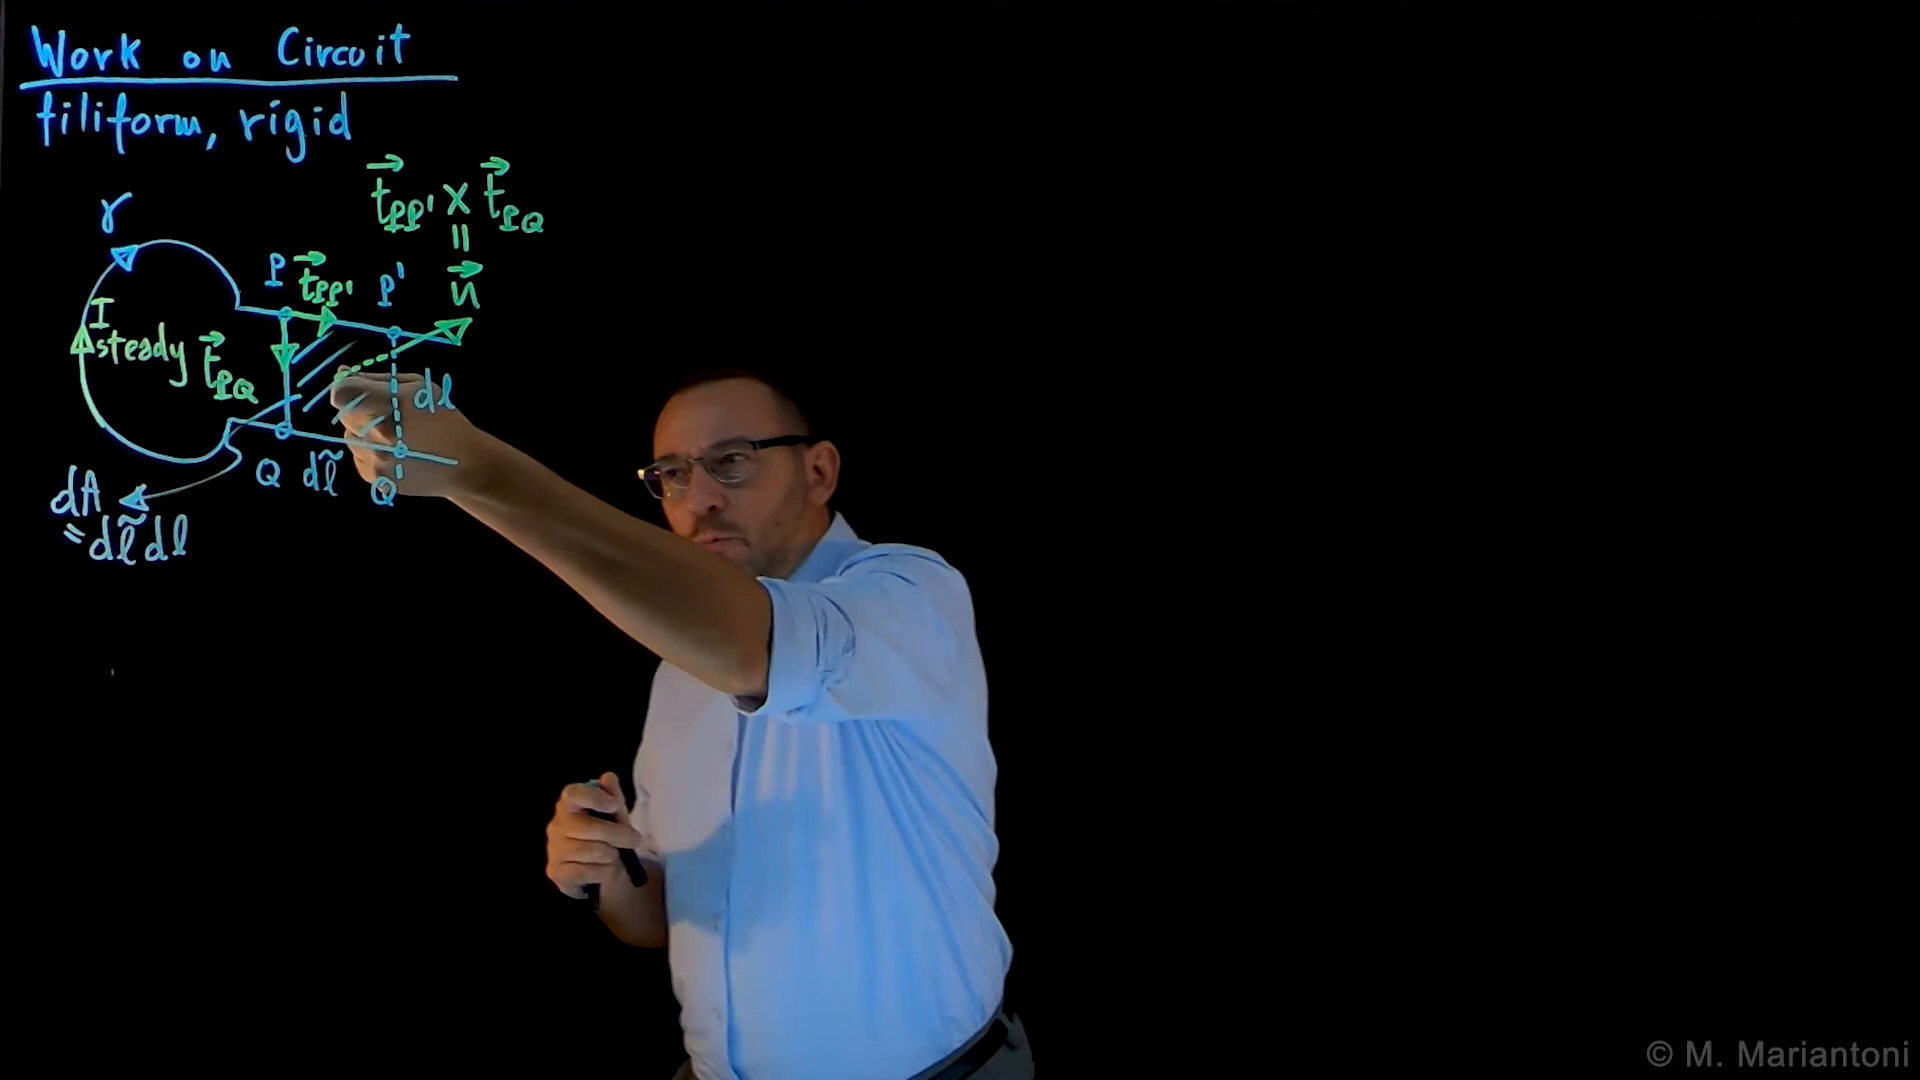 Work on Circuit
filiform, rigid
t⃗PP' × t⃗PQ
=
n⃗
γ
P t⃗PP' P'
I
steady t⃗PQ
dl
Q dl̃ Q'
dA
= dl̃ dl
© M. Mariantoni